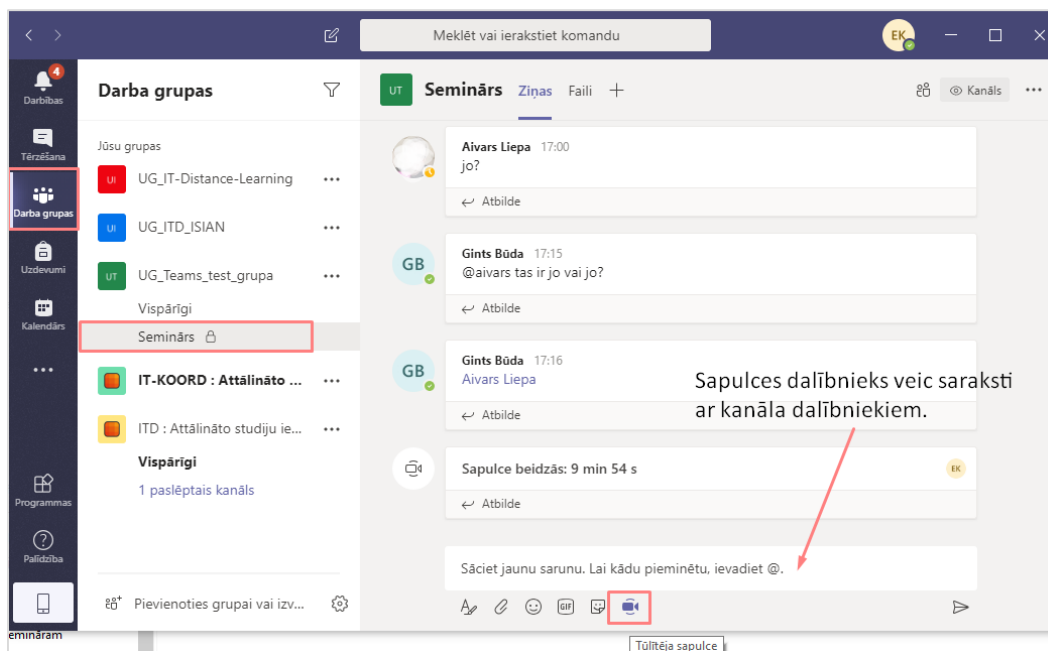 Meklēt vai ierakstiet komandu
EK
4
Darbības
Tērzēšana
Darba grupas
Uzdevumi
Kalendārs
Programmas
Palīdzība
Darba grupas
Jūsu grupas
UI UG_IT-Distance-Learning
UI UG_ITD_ISIAN
UT UG_Teams_test_grupa
Vispārīgi
Seminārs
IT-KOORD : Attālināto ...
ITD : Attālināto studiju ie...
Vispārīgi
1 paslēptais kanāls
Pievienoties grupai vai izv...
UT Seminārs Ziņas Faili
Kanāls
Aivars Liepa 17:00
jo?
Atbilde
GB
Gints Būda 17:15
@aivars tas ir jo vai jo?
Atbilde
GB
Gints Būda 17:16
Aivars Liepa
Atbilde
Sapulces dalībnieks veic saraksti
ar kanāla dalībniekiem.
Sapulce beidzās: 9 min 54 s
EK
Atbilde
Sāciet jaunu sarunu. Lai kādu pieminētu, ievadiet @.
GIF
Tūlītēja sapulce
emināram